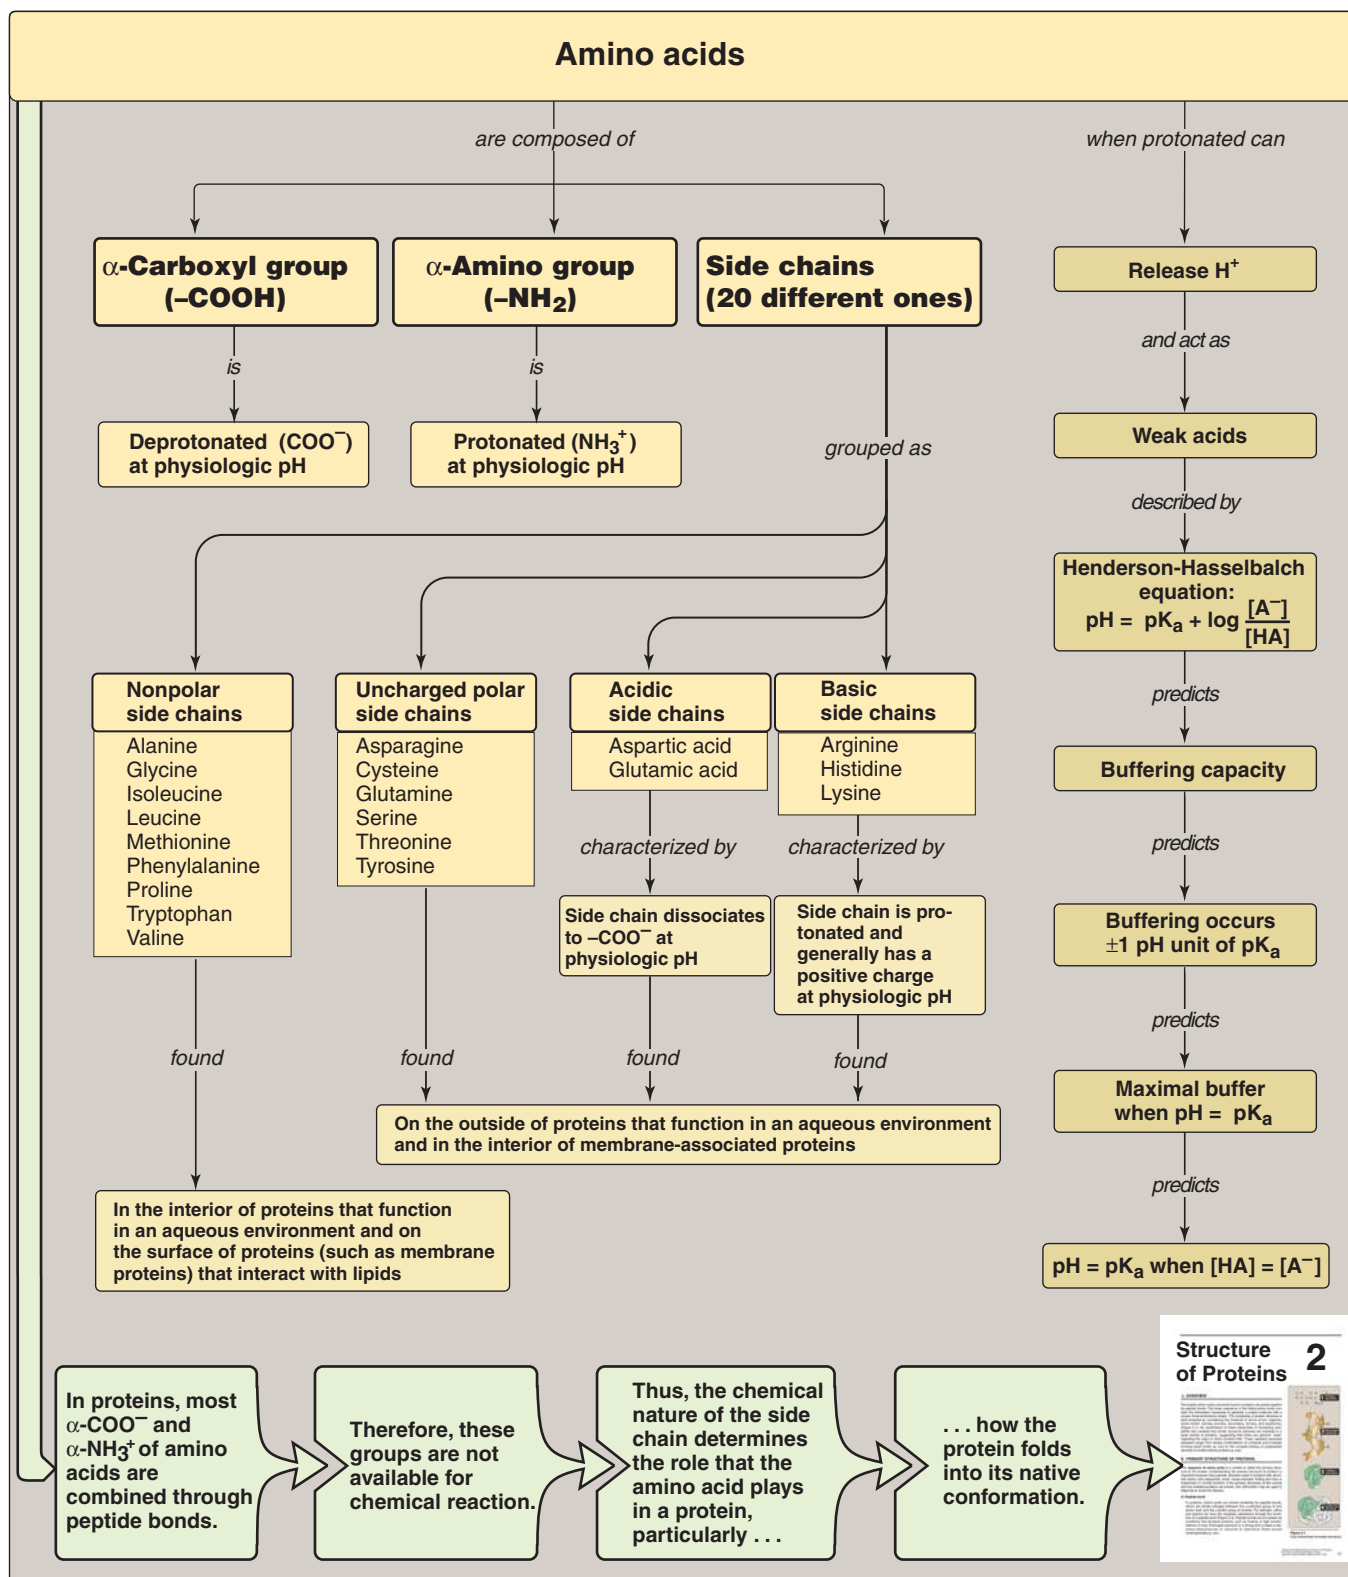 Amino acids
are composed of
when protonated can
α-Carboxyl group
(–COOH)
α-Amino group
(–NH₂)
Side chains
(20 different ones)
Release H⁺
is
is
and act as
Deprotonated (COO⁻)
at physiologic pH
Protonated (NH₃⁺)
at physiologic pH
grouped as
Weak acids
described by
Henderson-Hasselbalch
equation:
pH = pKₐ + log [A⁻]
[HA]
predicts
Nonpolar
side chains
Alanine
Glycine
Isoleucine
Leucine
Methionine
Phenylalanine
Proline
Tryptophan
Valine
Uncharged polar
side chains
Asparagine
Cysteine
Glutamine
Serine
Threonine
Tyrosine
Acidic
side chains
Aspartic acid
Glutamic acid
Basic
side chains
Arginine
Histidine
Lysine
Buffering capacity
predicts
characterized by
characterized by
Side chain dissociates
to –COO⁻ at
physiologic pH
Side chain is pro-
tonated and
generally has a
positive charge
at physiologic pH
Buffering occurs
±1 pH unit of pKₐ
predicts
found
found
found
found
Maximal buffer
when pH = pKₐ
On the outside of proteins that function in an aqueous environment
and in the interior of membrane-associated proteins
predicts
In the interior of proteins that function
in an aqueous environment and on
the surface of proteins (such as membrane
proteins) that interact with lipids
pH = pKₐ when [HA] = [A⁻]
In proteins, most
α-COO⁻ and
α-NH₃⁺ of amino
acids are
combined through
peptide bonds.
Therefore, these
groups are not
available for
chemical reaction.
Thus, the chemical
nature of the side
chain determines
the role that the
amino acid plays
in a protein,
particularly . . .
. . . how the
protein folds
into its native
conformation.
Structure
of Proteins 2